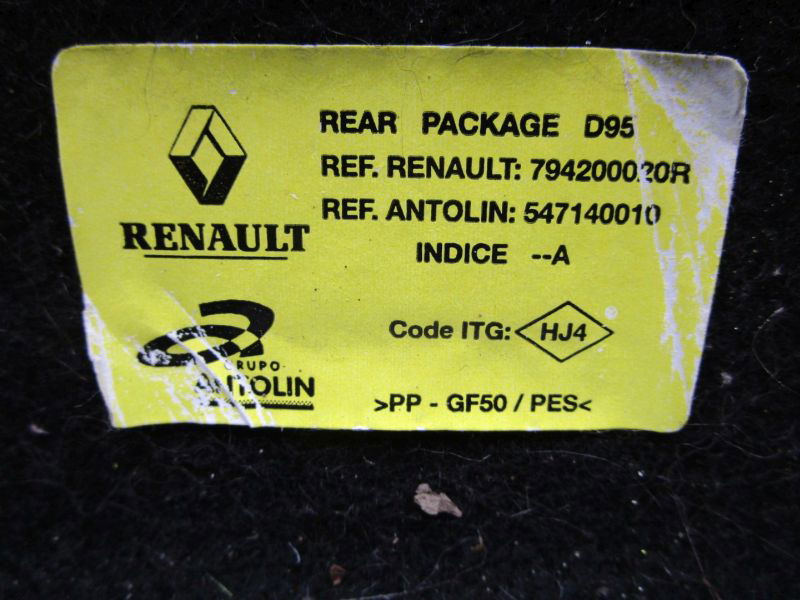 RENAULT
REAR PACKAGE D95
REF. RENAULT: 794200020R
REF. ANTOLIN: 547140010
INDICE --A
GRUPO
ANTOLIN
Code ITG: HJ4
>PP - GF50 / PES<